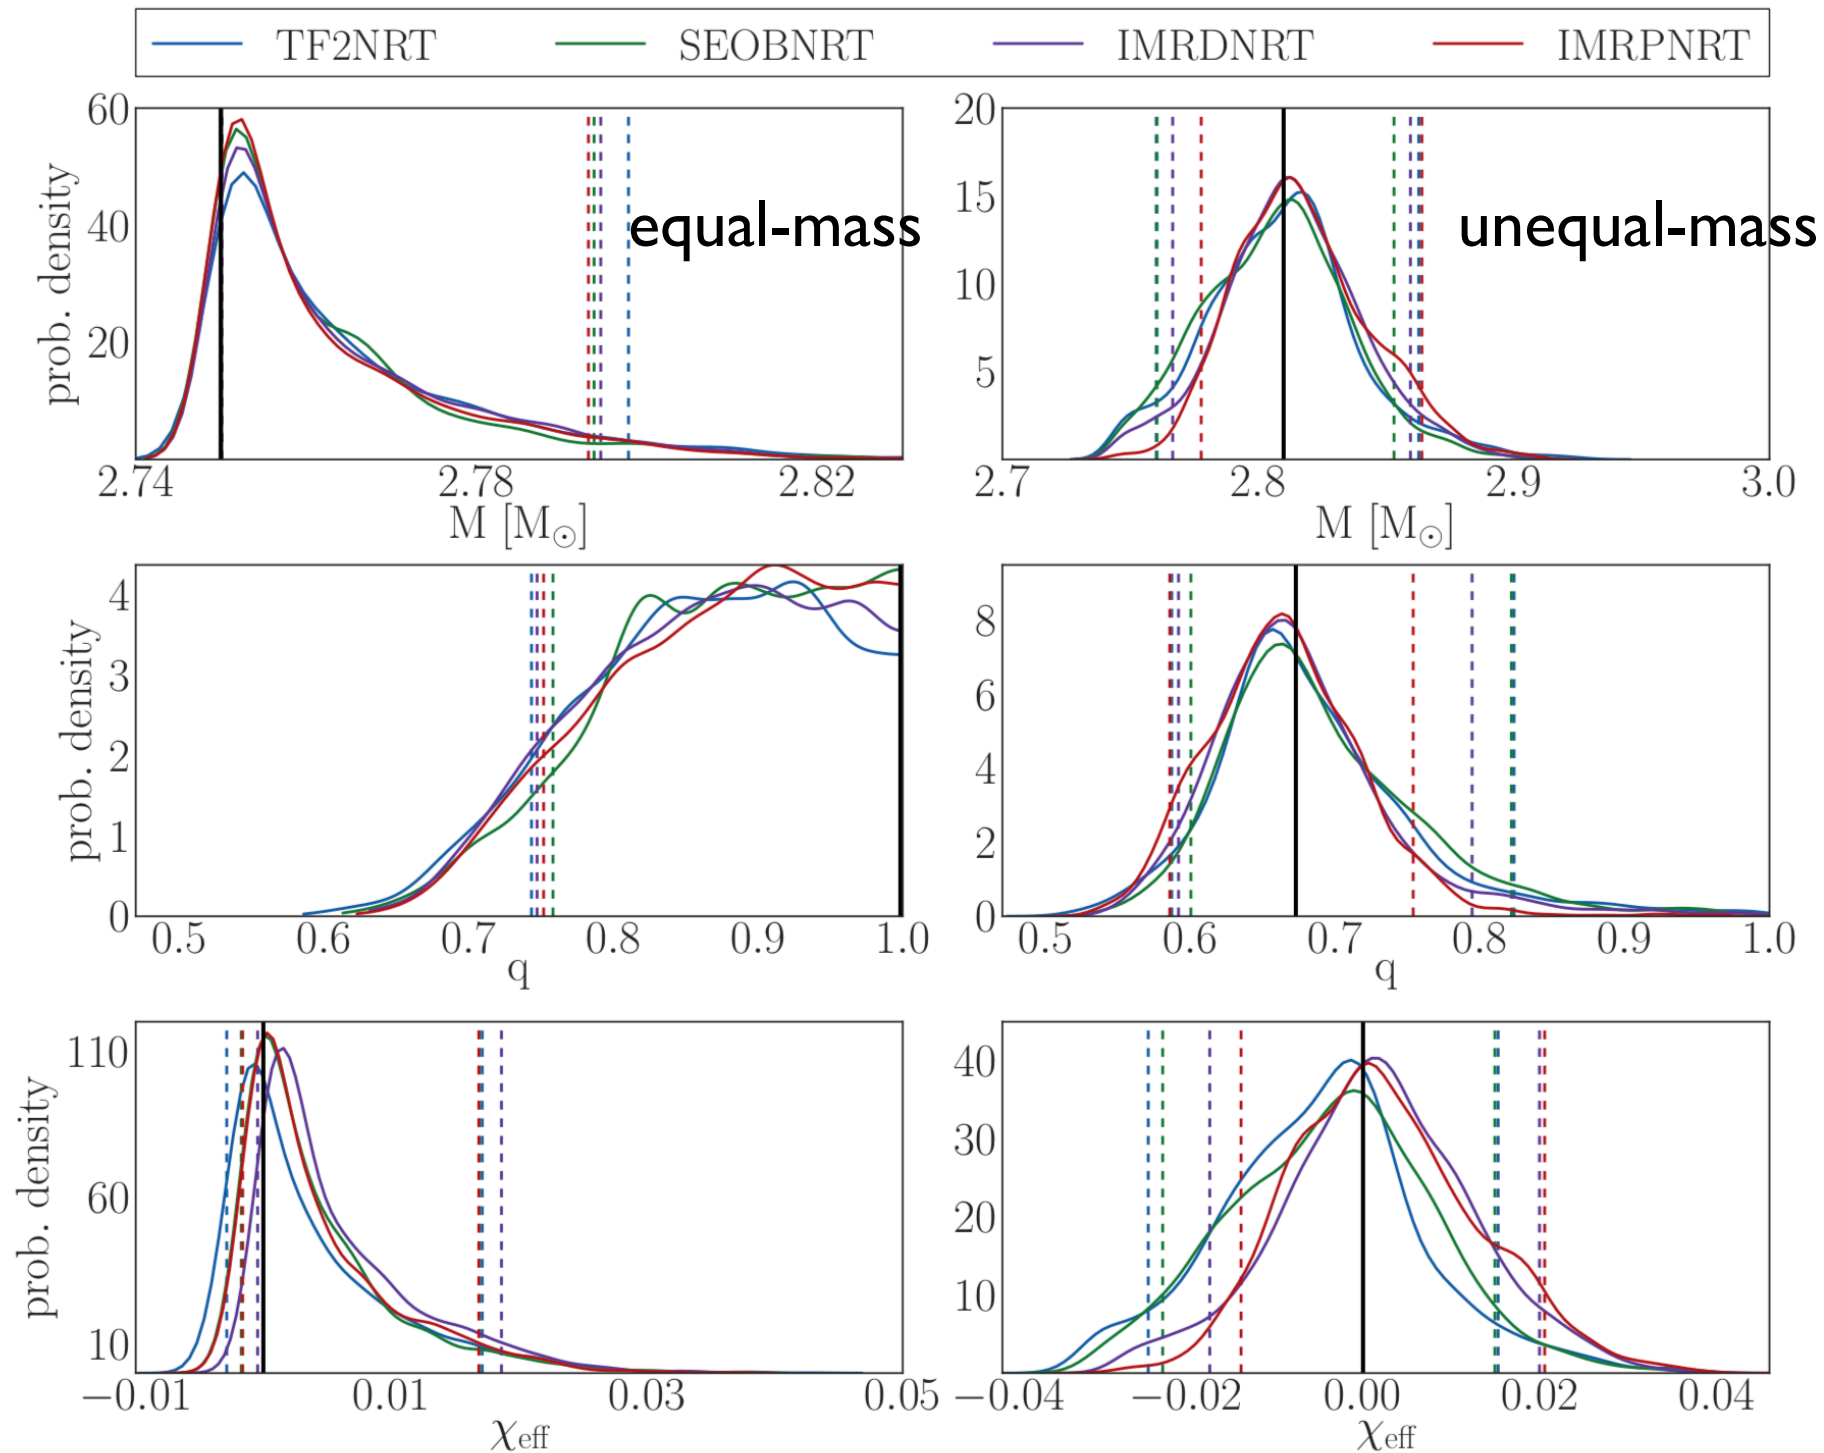 TF2NRT SEOBNRT IMRDNRT IMRPNRT
60 20
15
equal-mass unequal-mass
40
10
20
5
prob. density
2.74 2.78 2.82 2.7 2.8 2.9 3.0
M [M⊙] M [M⊙]
4 8
3 6
2 4
1 2
0 0
prob. density
0.5 0.6 0.7 0.8 0.9 1.0 0.5 0.6 0.7 0.8 0.9 1.0
q q
110 40
30
60 20
10 10
prob. density
−0.01 0.01 0.03 0.05 −0.04 −0.02 0.00 0.02 0.04
χeff χeff